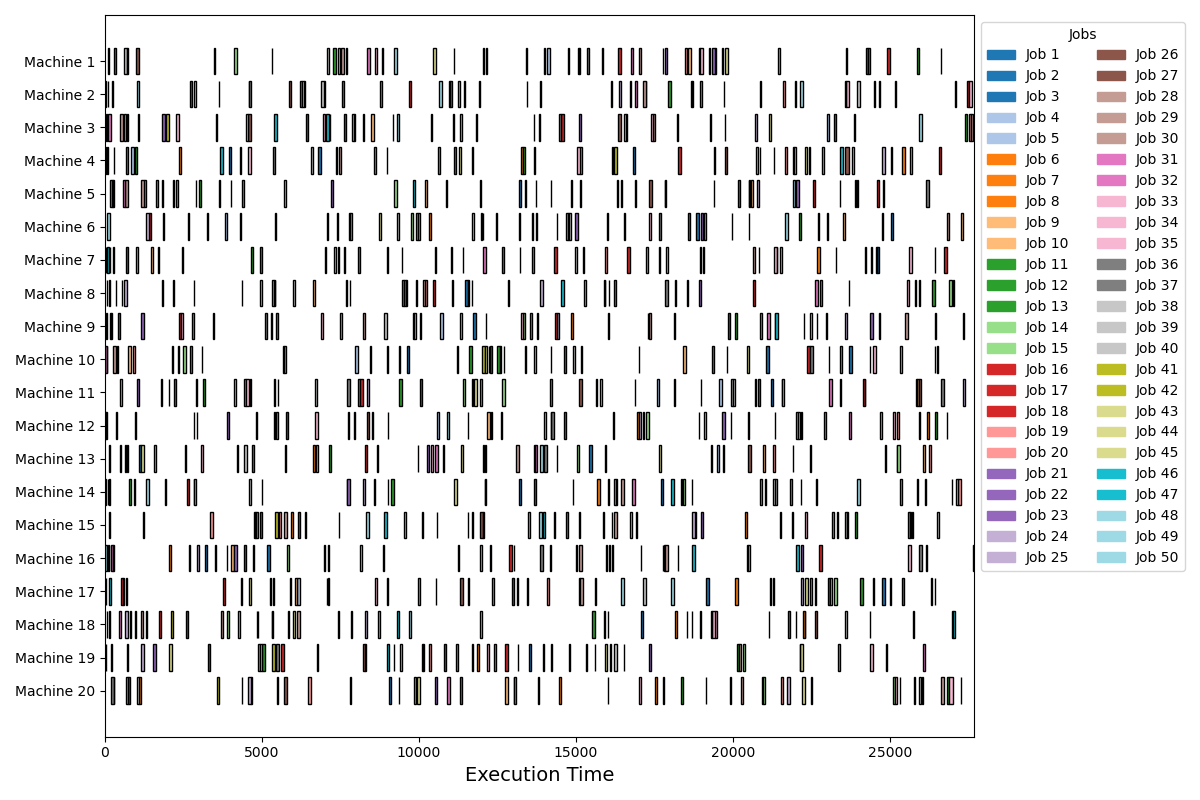 Machine 1
Machine 2
Machine 3
Machine 4
Machine 5
Machine 6
Machine 7
Machine 8
Machine 9
Machine 10
Machine 11
Machine 12
Machine 13
Machine 14
Machine 15
Machine 16
Machine 17
Machine 18
Machine 19
Machine 20
0 5000 10000 15000 20000 25000
Execution Time
Jobs
Job 1
Job 2
Job 3
Job 4
Job 5
Job 6
Job 7
Job 8
Job 9
Job 10
Job 11
Job 12
Job 13
Job 14
Job 15
Job 16
Job 17
Job 18
Job 19
Job 20
Job 21
Job 22
Job 23
Job 24
Job 25
Job 26
Job 27
Job 28
Job 29
Job 30
Job 31
Job 32
Job 33
Job 34
Job 35
Job 36
Job 37
Job 38
Job 39
Job 40
Job 41
Job 42
Job 43
Job 44
Job 45
Job 46
Job 47
Job 48
Job 49
Job 50